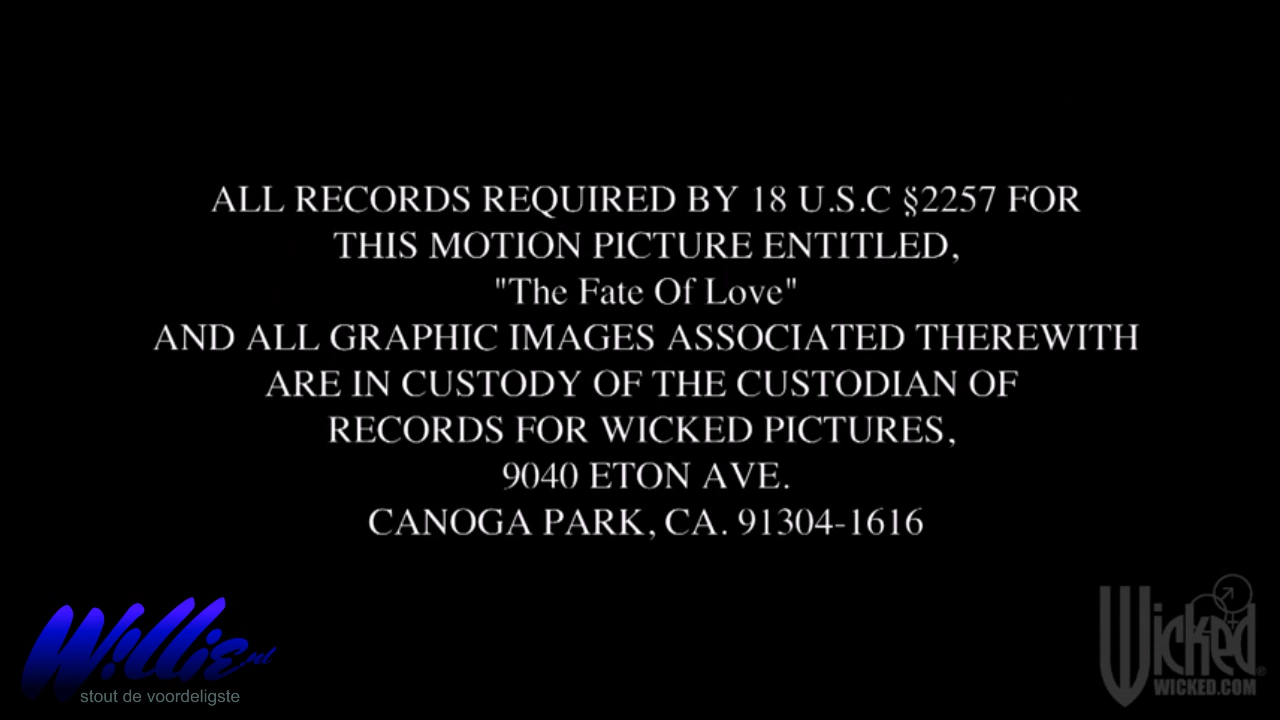 ALL RECORDS REQUIRED BY 18 U.S.C §2257 FOR
THIS MOTION PICTURE ENTITLED,
"The Fate Of Love"
AND ALL GRAPHIC IMAGES ASSOCIATED THEREWITH
ARE IN CUSTODY OF THE CUSTODIAN OF
RECORDS FOR WICKED PICTURES,
9040 ETON AVE.
CANOGA PARK, CA. 91304-1616
Willie.nl
stout de voordeligste
Wicked®
WICKED.COM